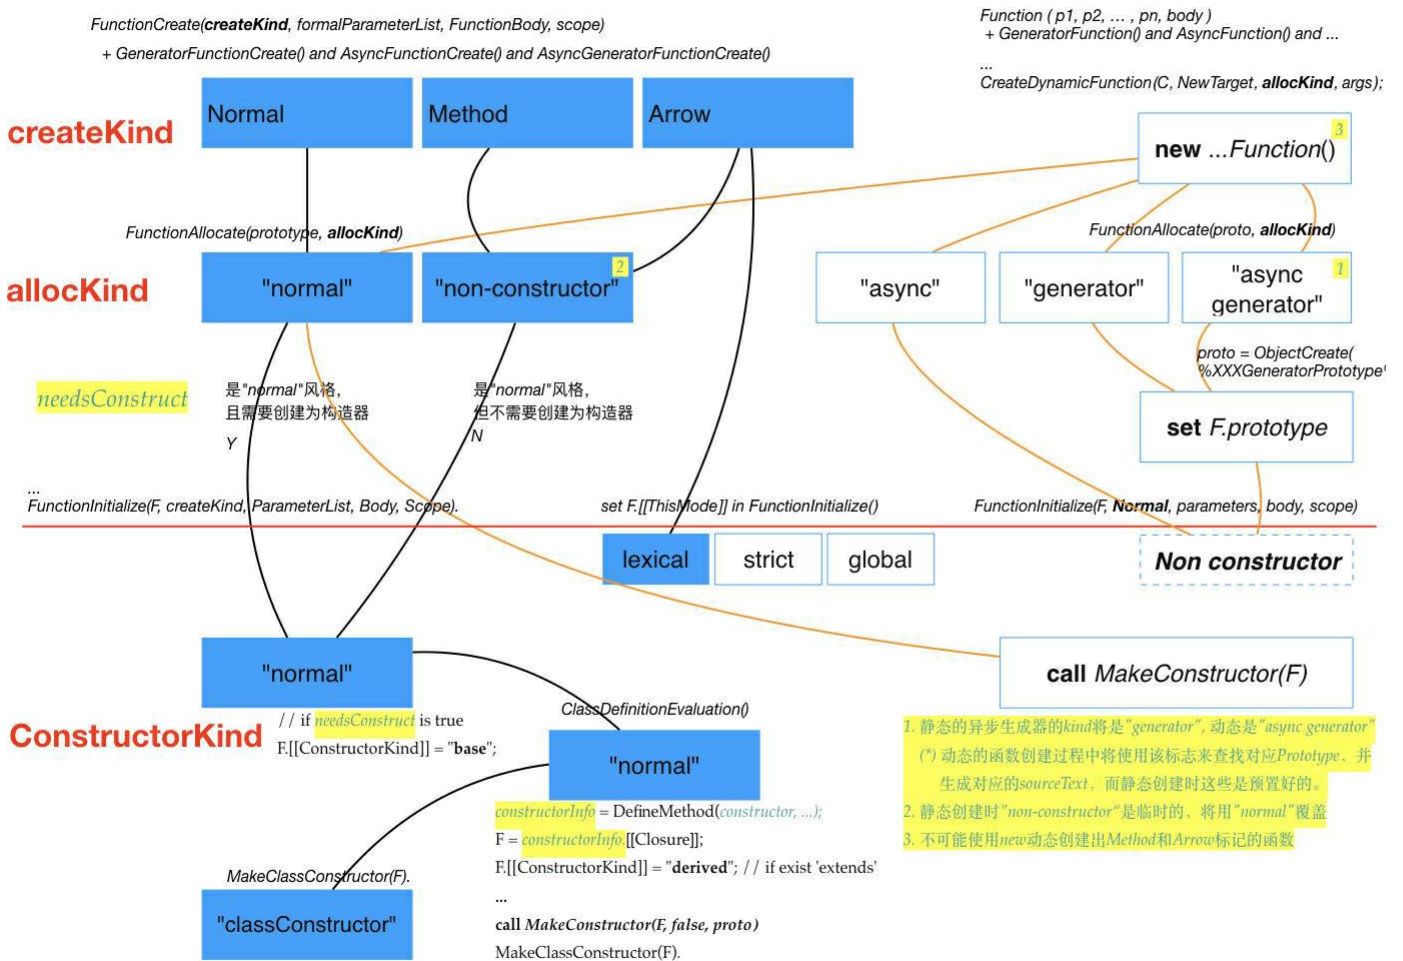 FunctionCreate(createKind, formalParameterList, FunctionBody, scope)
+ GeneratorFunctionCreate() and AsyncFunctionCreate() and AsyncGeneratorFunctionCreate()
Function ( p1, p2, … , pn, body )
+ GeneratorFunction() and AsyncFunction() and ...
...
CreateDynamicFunction(C, NewTarget, allocKind, args);
createKind
Normal
Method
Arrow
new ...Function()
3
FunctionAllocate(prototype, allocKind)
FunctionAllocate(proto, allocKind)
allocKind
"normal"
"non-constructor"
2
"async"
"generator"
"async
generator"
1
proto = ObjectCreate(
%XXXGeneratorPrototype
needsConstruct
是"normal"风格，
且需要创建为构造器
Y
是"normal"风格，
但不需要创建为构造器
N
set F.prototype
...
FunctionInitialize(F, createKind, ParameterList, Body, Scope).
set F.[[ThisMode]] in FunctionInitialize()
FunctionInitialize(F, Normal, parameters, body, scope)
lexical
strict
global
Non constructor
"normal"
call MakeConstructor(F)
ConstructorKind
// if needsConstruct is true
F.[[ConstructorKind]] = "base";
ClassDefinitionEvaluation()
"normal"
constructorInfo = DefineMethod(constructor, ...);
F = constructorInfo.[[Closure]];
F.[[ConstructorKind]] = "derived"; // if exist 'extends'
...
call MakeConstructor(F, false, proto)
MakeClassConstructor(F).
MakeClassConstructor(F).
"classConstructor"
1. 静态的异步生成器的kind将是"generator", 动态是"async generator"
(*) 动态的函数创建过程中将使用该标志来查找对应Prototype、并
生成对应的sourceText，而静态创建时这些是预置好的。
2. 静态创建时"non-constructor"是临时的、将用"normal"覆盖
3. 不可能使用new动态创建出Method和Arrow标记的函数